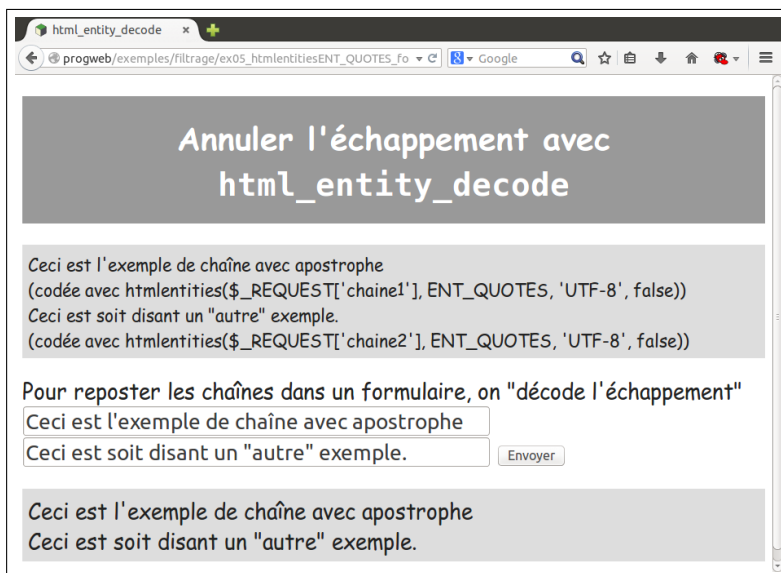 html_entity_decode
progweb/exemples/filtrage/ex05_htmlentitiesENT_QUOTES_fo
Google
Annuler l'échappement avec
html_entity_decode
Ceci est l'exemple de chaîne avec apostrophe
(codée avec htmlentities($_REQUEST['chaine1'], ENT_QUOTES, 'UTF-8', false))
Ceci est soit disant un "autre" exemple.
(codée avec htmlentities($_REQUEST['chaine2'], ENT_QUOTES, 'UTF-8', false))
Pour reposter les chaînes dans un formulaire, on "décode l'échappement"
Ceci est l'exemple de chaîne avec apostrophe
Ceci est soit disant un "autre" exemple. Envoyer
Ceci est l'exemple de chaîne avec apostrophe
Ceci est soit disant un "autre" exemple.